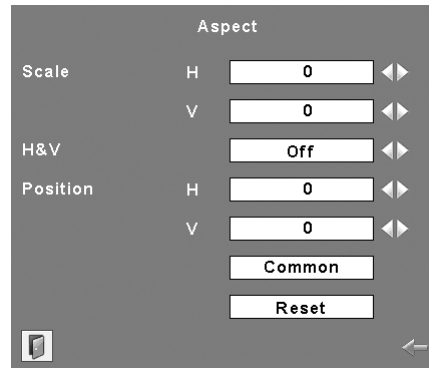 Aspect
Scale H 0
V 0
H&V Off
Position H 0
V 0
Common
Reset